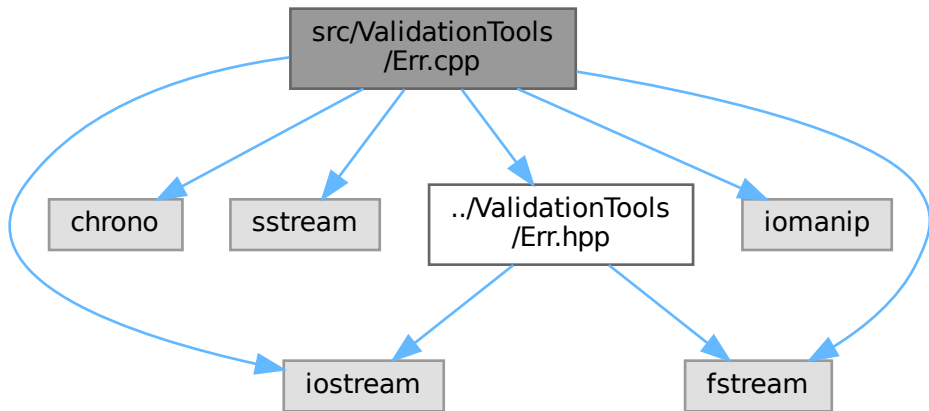 src/ValidationTools
/Err.cpp
chrono
sstream
../ValidationTools
/Err.hpp
iomanip
iostream
fstream